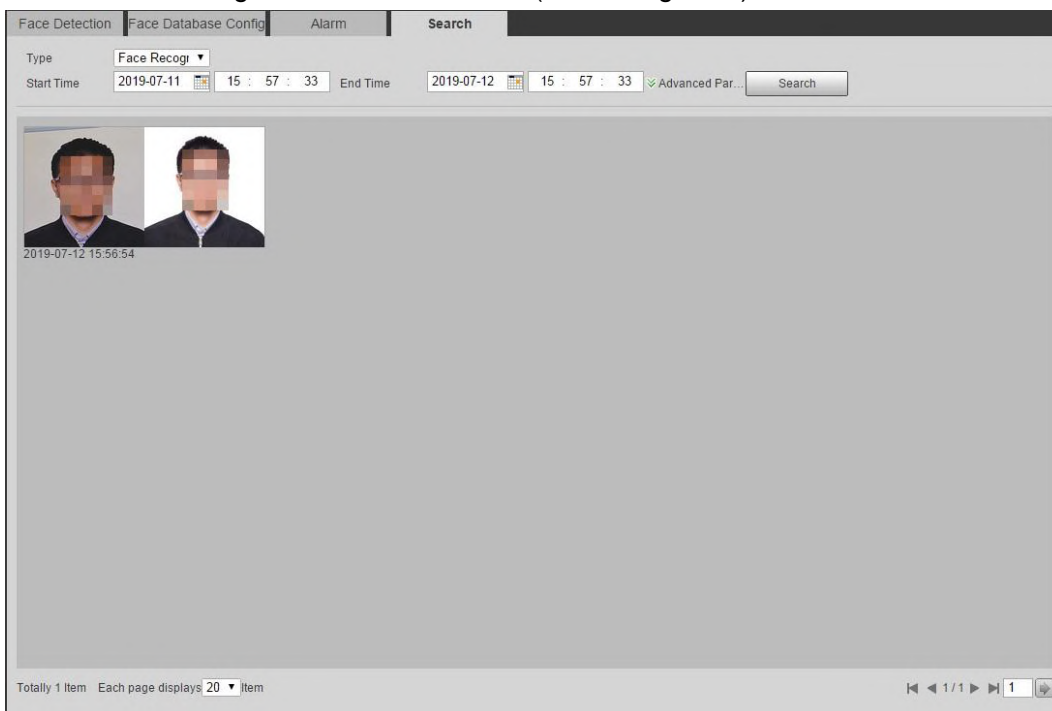 Face Detection Face Database Config Alarm Search
Type Face Recogr
Start Time 2019-07-11 15 : 57 : 33 End Time 2019-07-12 15 : 57 : 33 Advanced Par... Search
2019-07-12 15:56:54
Totally 1 Item Each page displays 20 Item 1 / 1 1